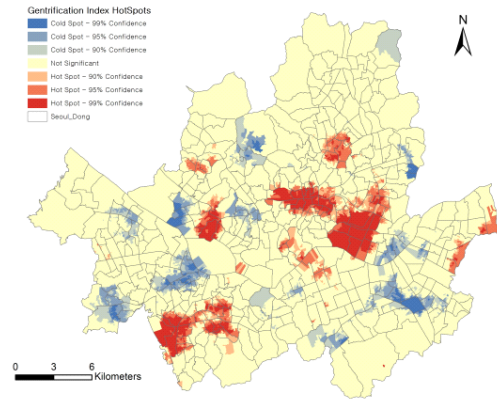 Gentrification Index HotSpots
Cold Spot - 99% Confidence
Cold Spot - 95% Confidence
Cold Spot - 90% Confidence
Not Significant
Hot Spot - 90% Confidence
Hot Spot - 95% Confidence
Hot Spot - 99% Confidence
Seoul_Dong
N
0 3 6
Kilometers